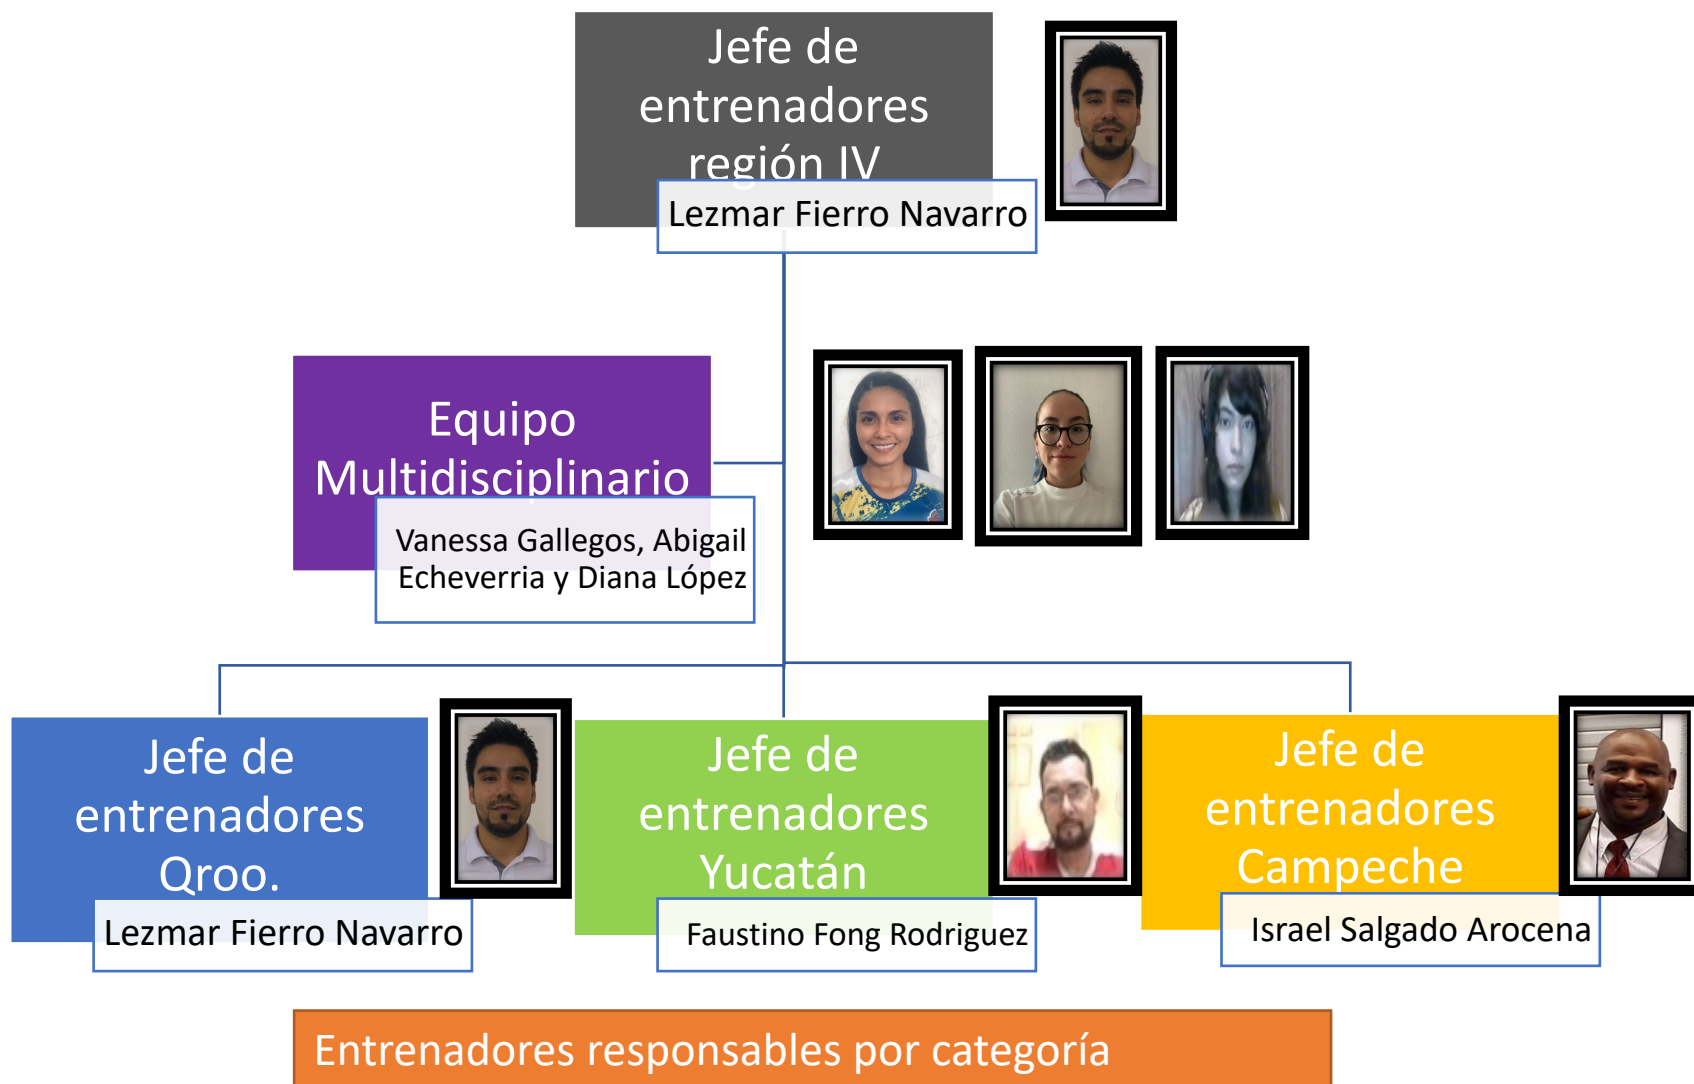 Jefe de
entrenadores
región IV
Lezmar Fierro Navarro
Equipo
Multidisciplinario
Vanessa Gallegos, Abigail
Echeverria y Diana López
Jefe de
entrenadores
Qroo.
Lezmar Fierro Navarro
Jefe de
entrenadores
Yucatán
Faustino Fong Rodriguez
Jefe de
entrenadores
Campeche
Israel Salgado Arocena
Entrenadores responsables por categoría